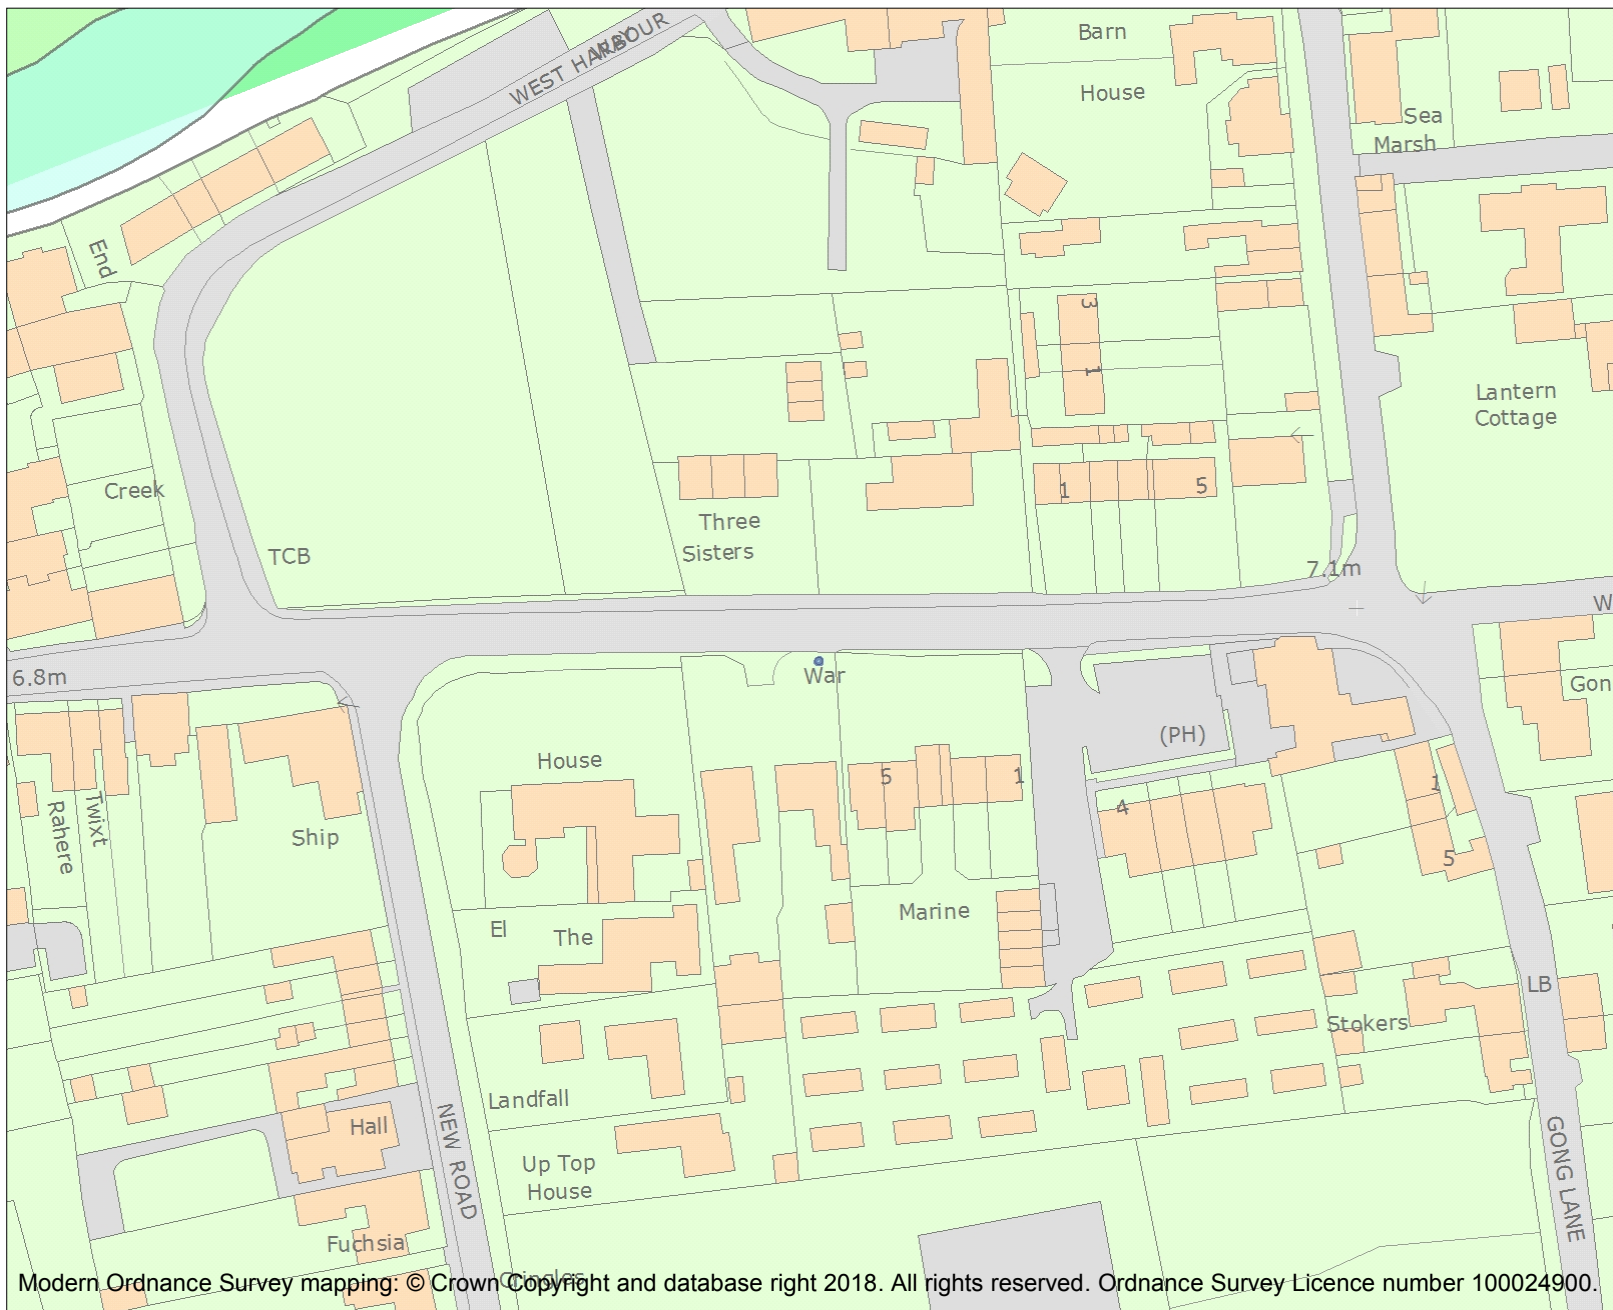 WEST HARBOUR
WAY
Barn
House
Sea
Marsh
End
3
1
Lantern
Cottage
Creek
1
5
Three
Sisters
TCB
7.1m
W
6.8m
War
Gon
(PH)
House
5
1
1
4
Rahere
Twixt
Ship
5
Marine
El
The
LB
Stokers
Landfall
Hall
NEW ROAD
Up Top
House
GONG LANE
Fuchsia
Cringles
Modern Ordnance Survey mapping: © Crown Copyright and database right 2018. All rights reserved. Ordnance Survey Licence number 100024900.